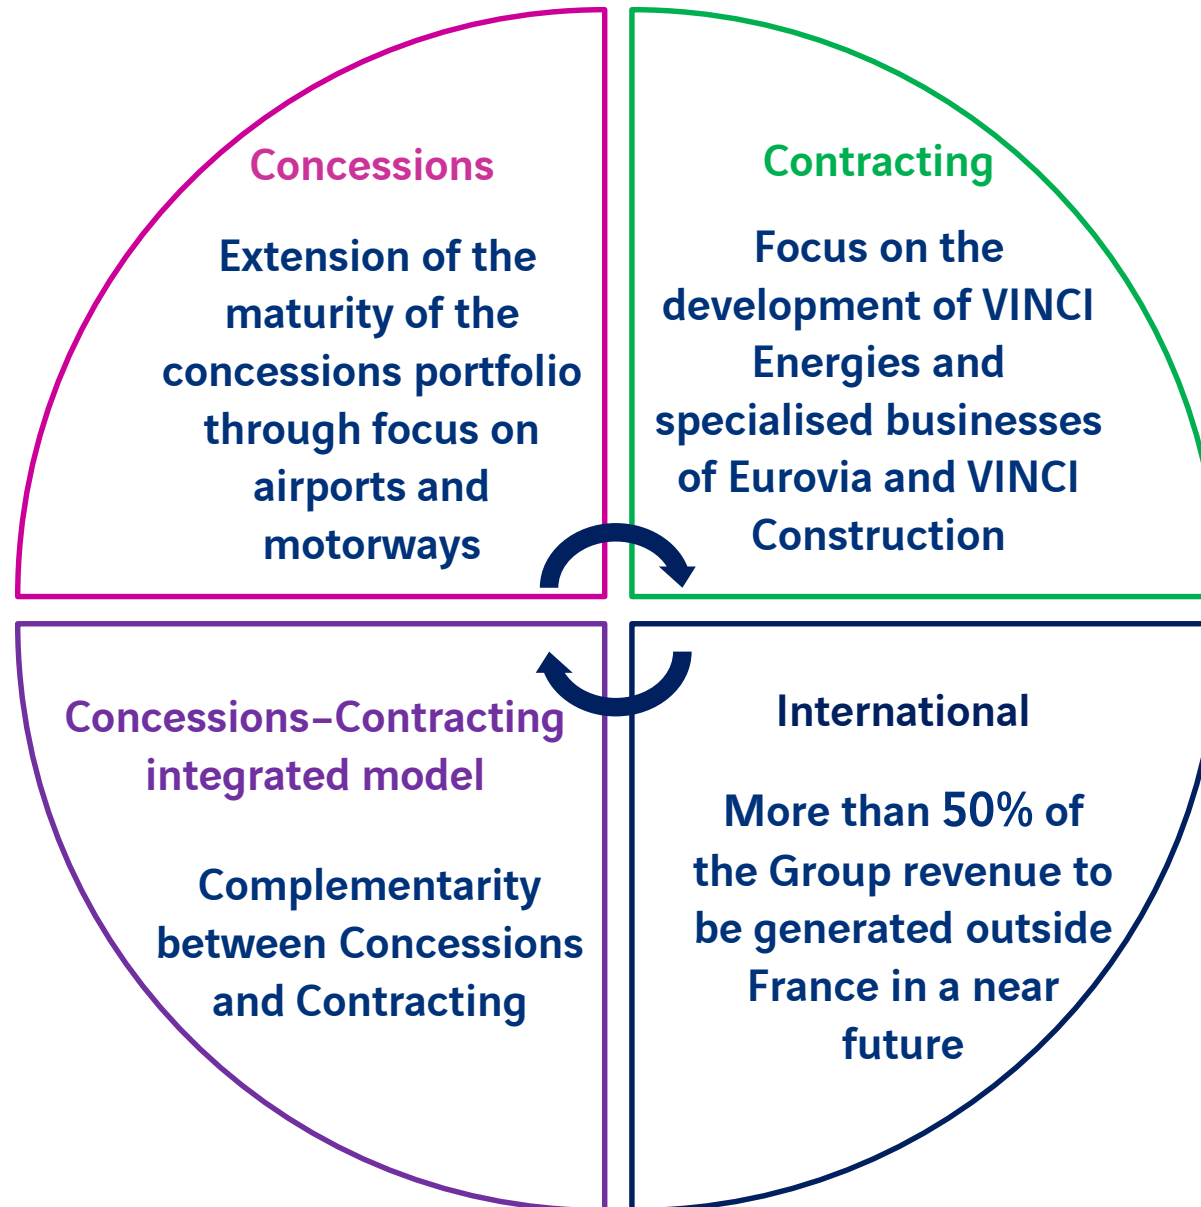 Concessions
Extension of the
maturity of the
concessions portfolio
through focus on
airports and
motorways
Contracting
Focus on the
development of VINCI
Energies and
specialised businesses
of Eurovia and VINCI
Construction
Concessions–Contracting
integrated model
Complementarity
between Concessions
and Contracting
International
More than 50% of
the Group revenue to
be generated outside
France in a near
future